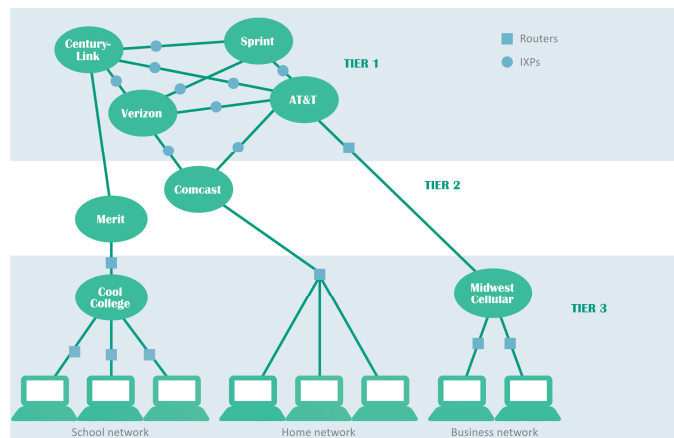 Century-
Link
Sprint
Routers
IXPs
TIER 1
AT&T
Verizon
Comcast
TIER 2
Merit
Cool
College
Midwest
Cellular
TIER 3
School network
Home network
Business network